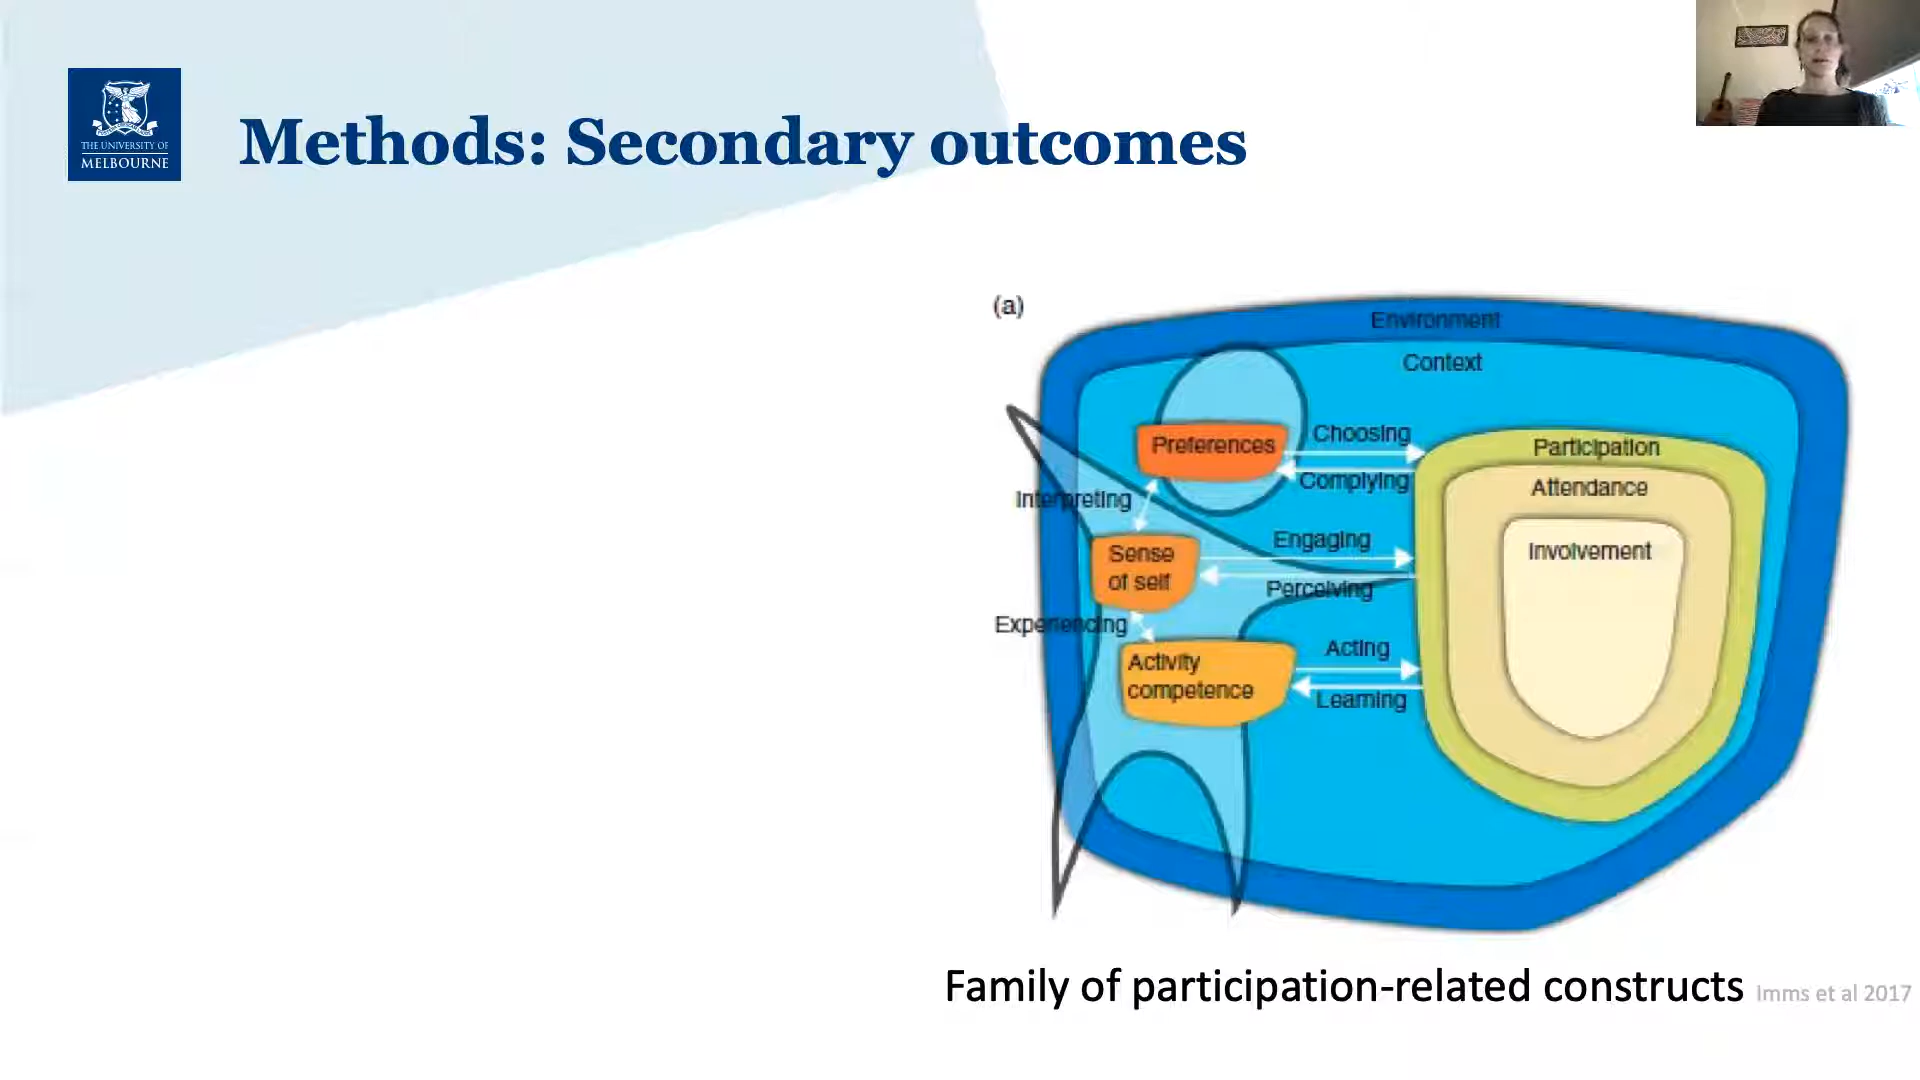 THE UNIVERSITY OF
MELBOURNE
Methods: Secondary outcomes
(a)
Environment
Context
Preferences
Choosing
Complying
Participation
Attendance
Involvement
Interpreting
Sense
of self
Engaging
Perceiving
Experiencing
Activity
competence
Acting
Learning
Family of participation-related constructs Imms et al 2017